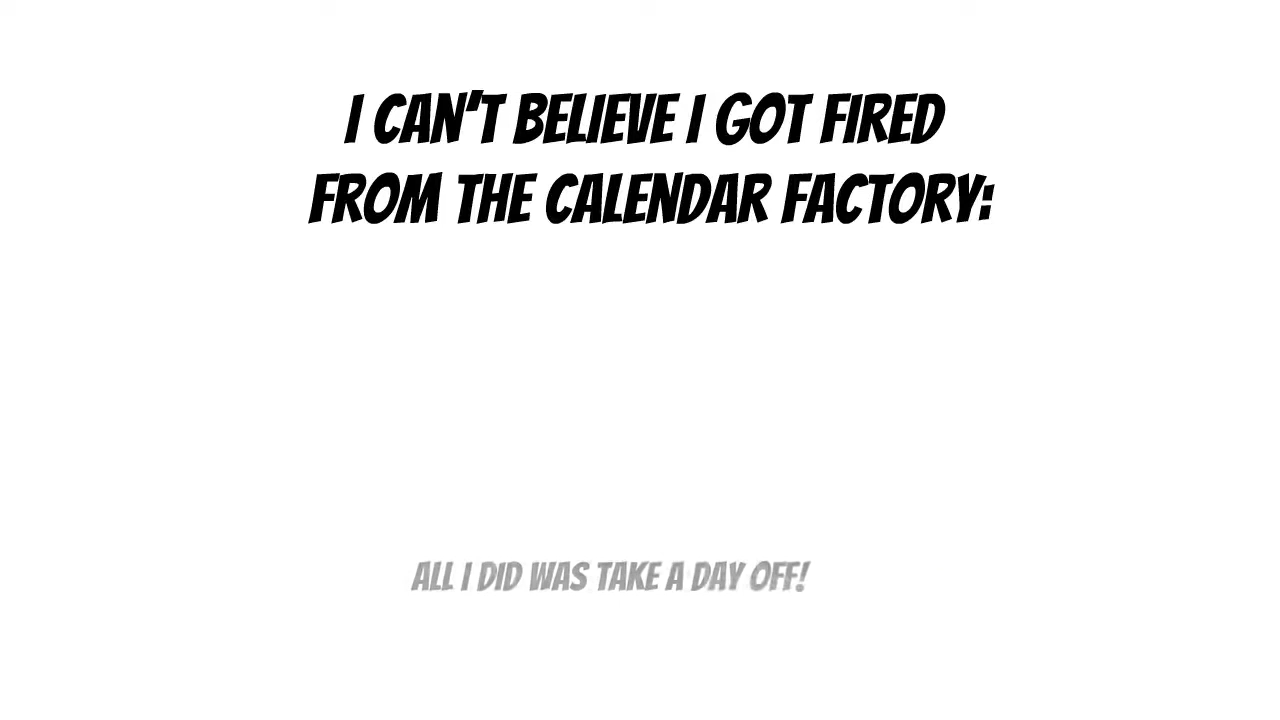 I CAN'T BELIEVE I GOT FIRED
FROM THE CALENDAR FACTORY:
ALL I DID WAS TAKE A DAY OFF!